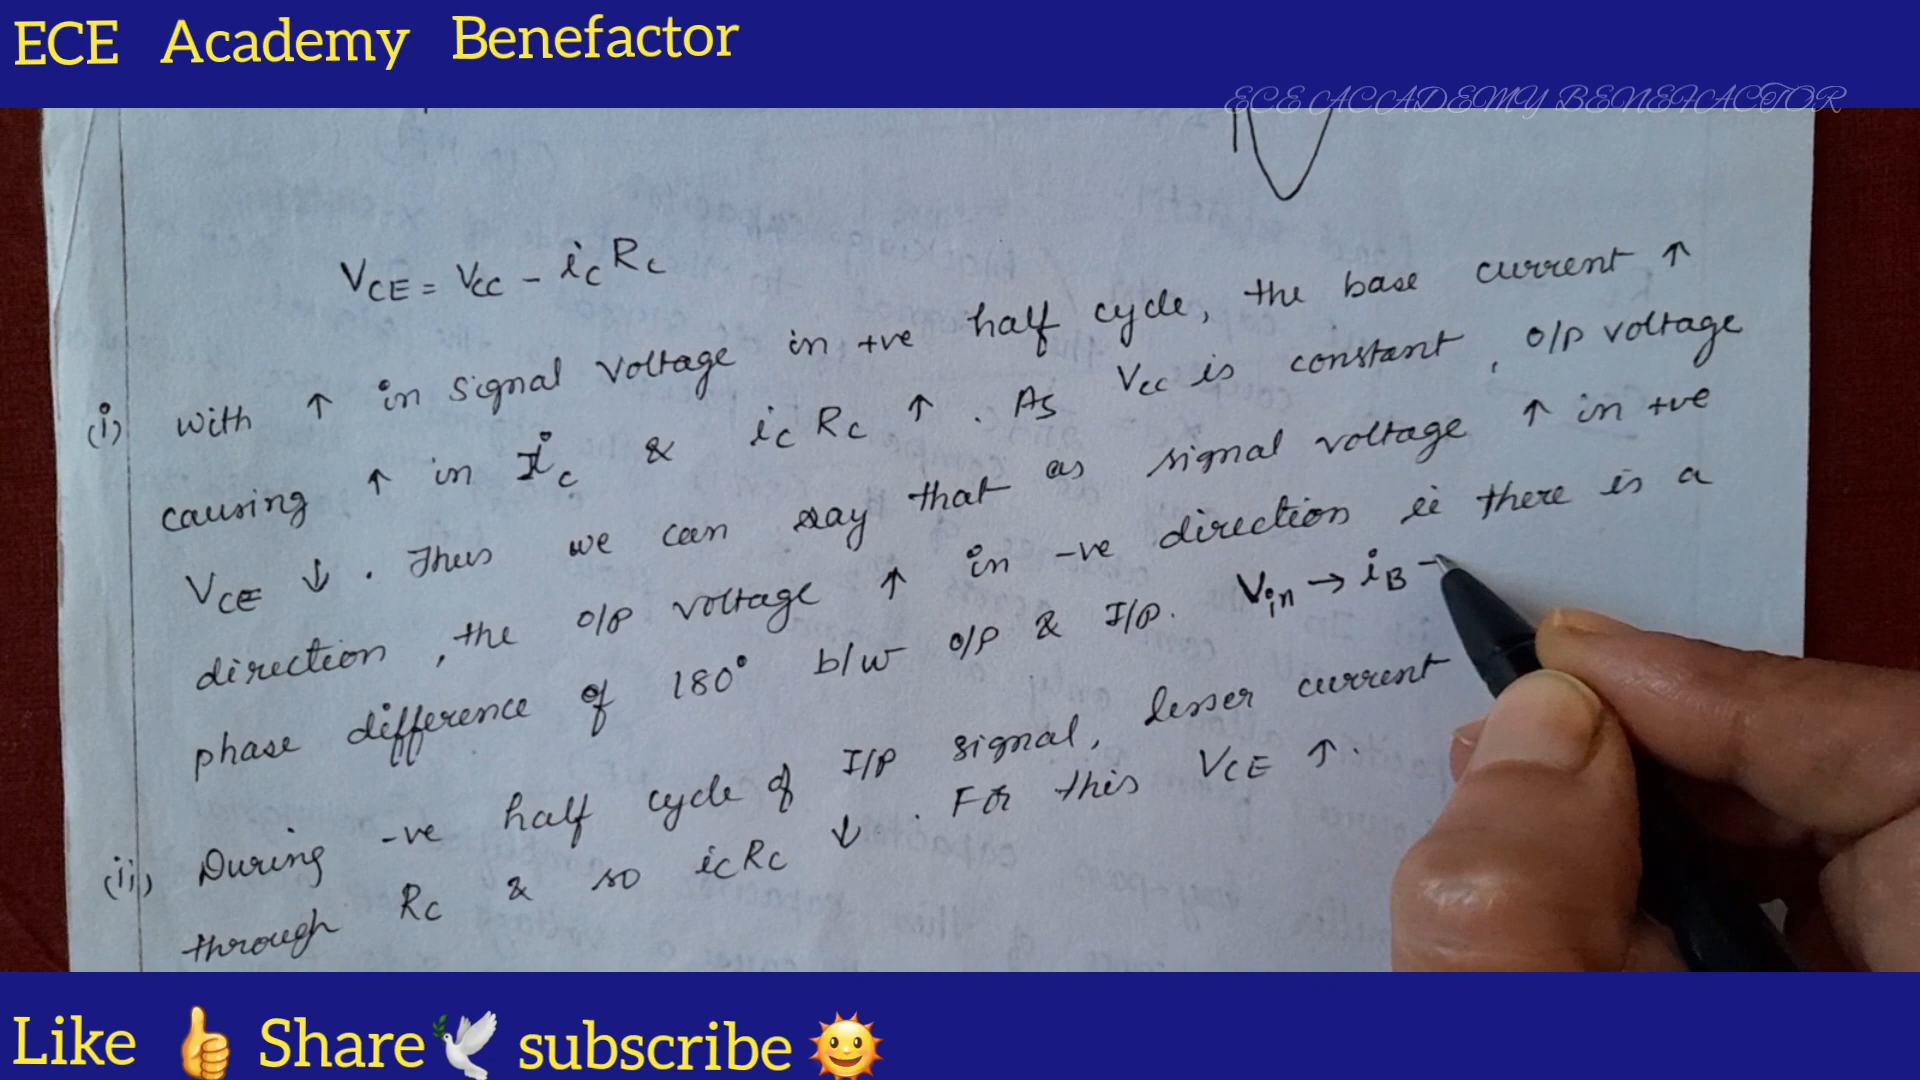 ECE Academy Benefactor
ECE ACCADEMY BENEFACTOR
VCE = VCC - icRc
(i) With ↑ in signal voltage in +ve half cycle, the base current ↑
causing ↑ in ic & icRc ↑. As Vcc is constant, o/p voltage
VCE ↓. Thus we can say that as signal voltage ↑ in +ve
direction, the o/p voltage ↑ in -ve direction ie there is a
phase difference of 180° b/w o/p & I/p. Vin → iB -
(ii) During -ve half cycle of I/P signal, lesser current
through Rc & so icRc ↓. For this VCE ↑.
Like 👍 Share🕊 subscribe 🌞